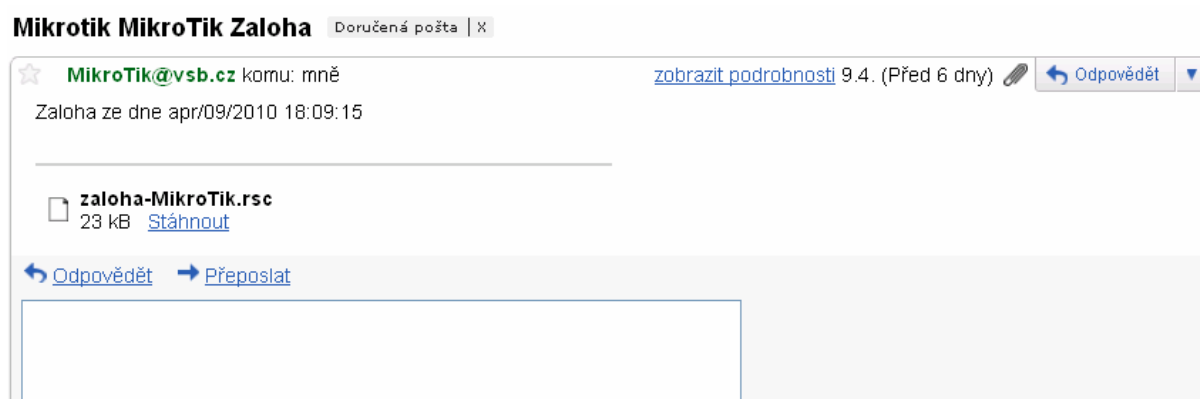 Mikrotik MikroTik Zaloha Doručená pošta | X
MikroTik@vsb.cz komu: mně zobrazit podrobnosti 9.4. (Před 6 dny) Odpovědět
Zaloha ze dne apr/09/2010 18:09:15
zaloha-MikroTik.rsc
23 kB Stáhnout
Odpovědět Přeposlat